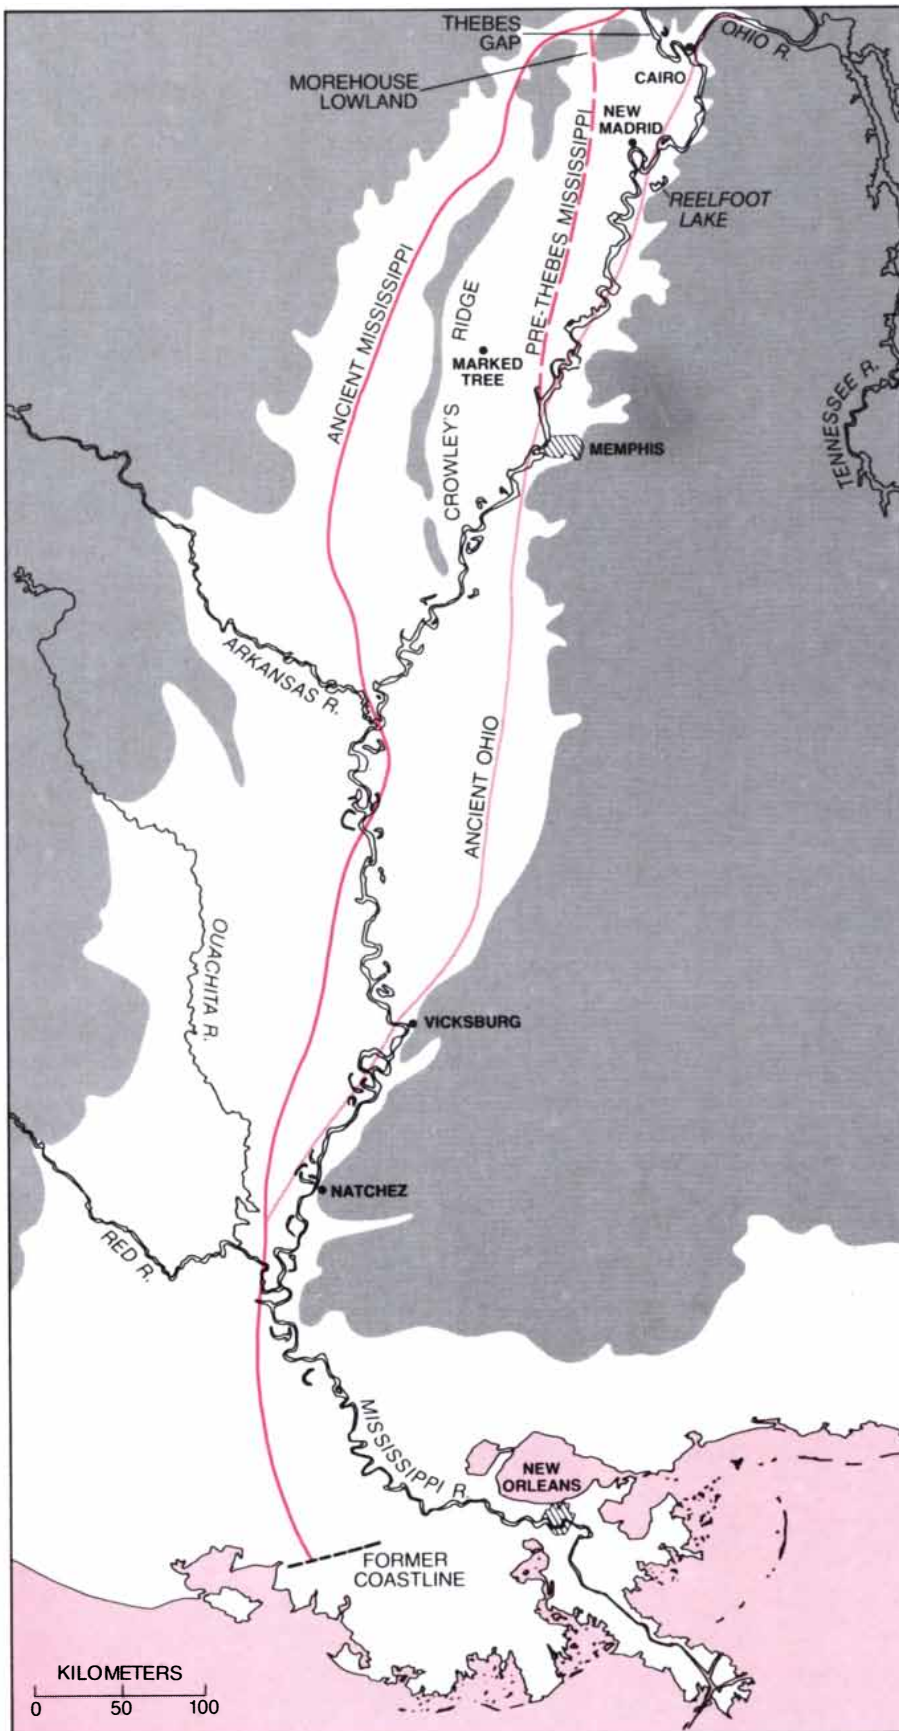 THEBES
GAP
OHIO R.
MOREHOUSE
LOWLAND
CAIRO
NEW
MADRID
REELFOOT
LAKE
PRE-THEBES MISSISSIPPI
ANCIENT MISSISSIPPI
CROWLEY'S RIDGE
MARKED
TREE
TENNESSEE R.
MEMPHIS
ARKANSAS R.
ANCIENT OHIO
OUACHITA R.
VICKSBURG
NATCHEZ
RED R.
MISSISSIPPI R.
NEW
ORLEANS
FORMER
COASTLINE
KILOMETERS
0 50 100